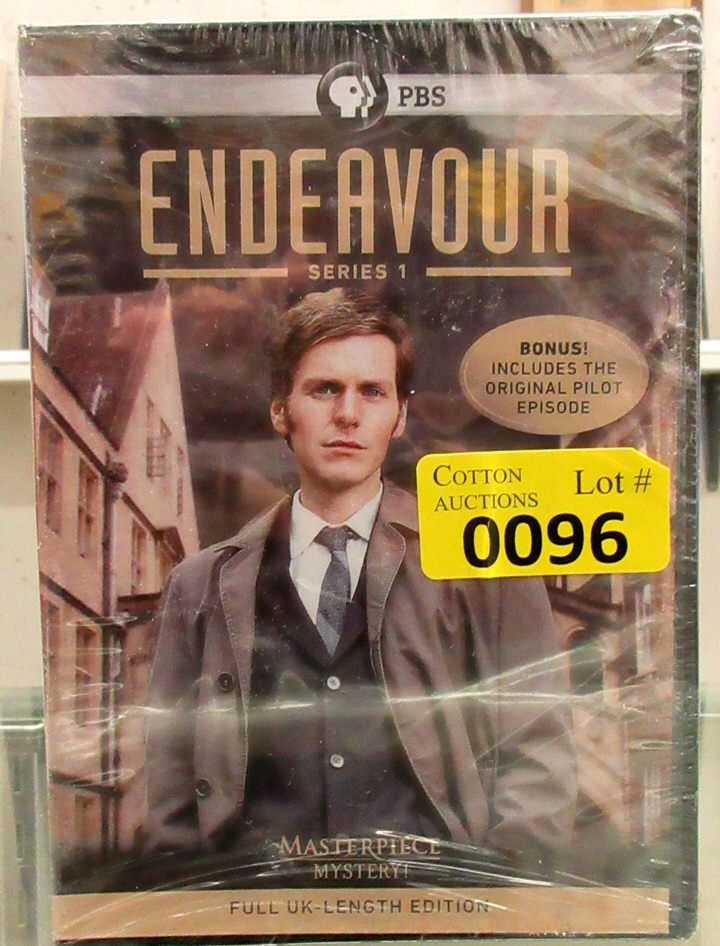 PBS
ENDEAVOUR
SERIES 1
BONUS!
INCLUDES THE
ORIGINAL PILOT
EPISODE
COTTON
AUCTIONS
Lot #
0096
MASTERPIECE
MYSTERY!
FULL UK-LENGTH EDITION